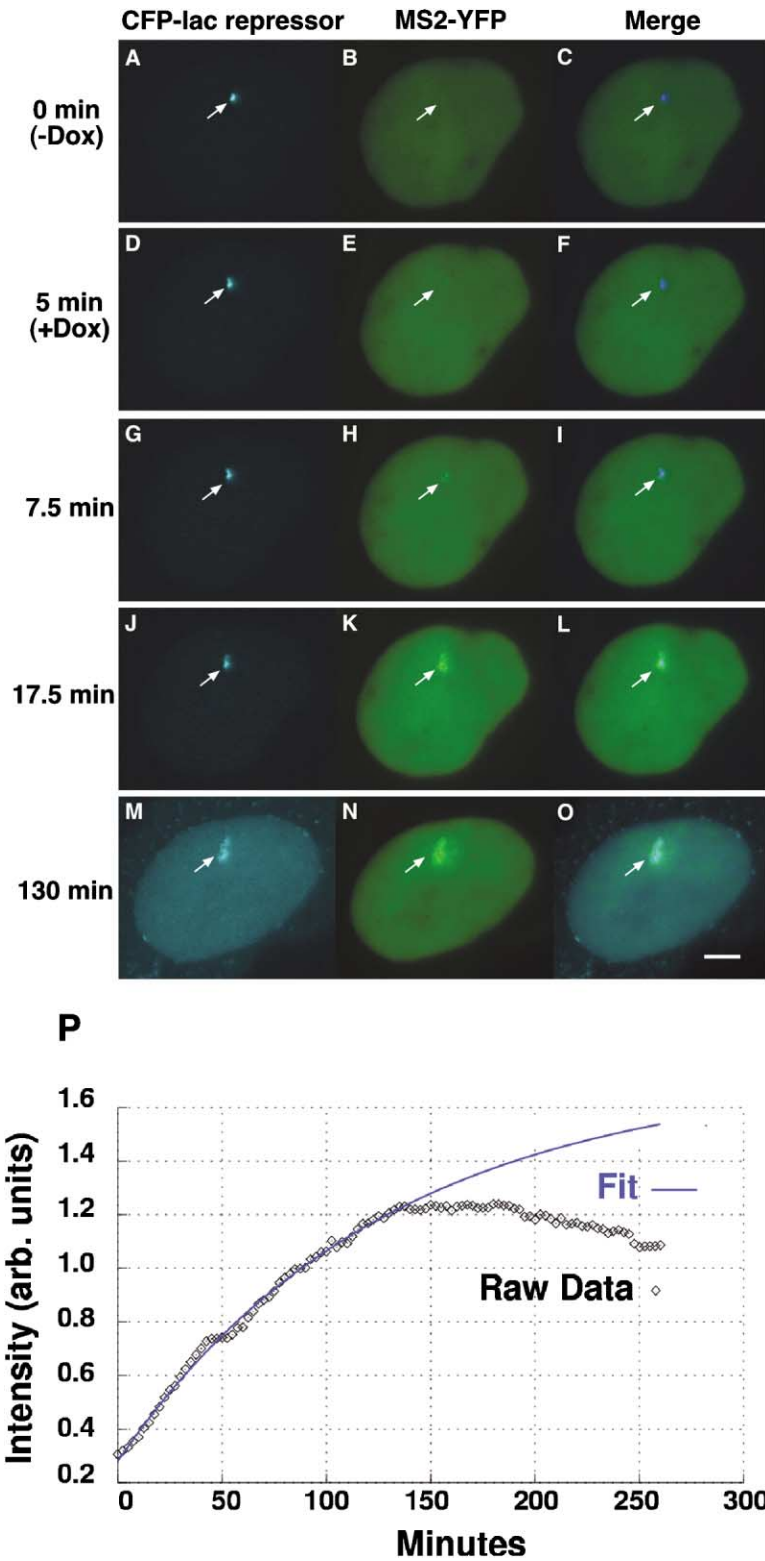 CFP-lac repressor MS2-YFP Merge
A B C
0 min
(-Dox)
D E F
5 min
(+Dox)
G H I
7.5 min
J K L
17.5 min
M N O
130 min
P
Intensity (arb. units)
1.6
1.4
1.2
1.0
0.8
0.6
0.4
0.2
Fit
Raw Data
0 50 100 150 200 250 300
Minutes